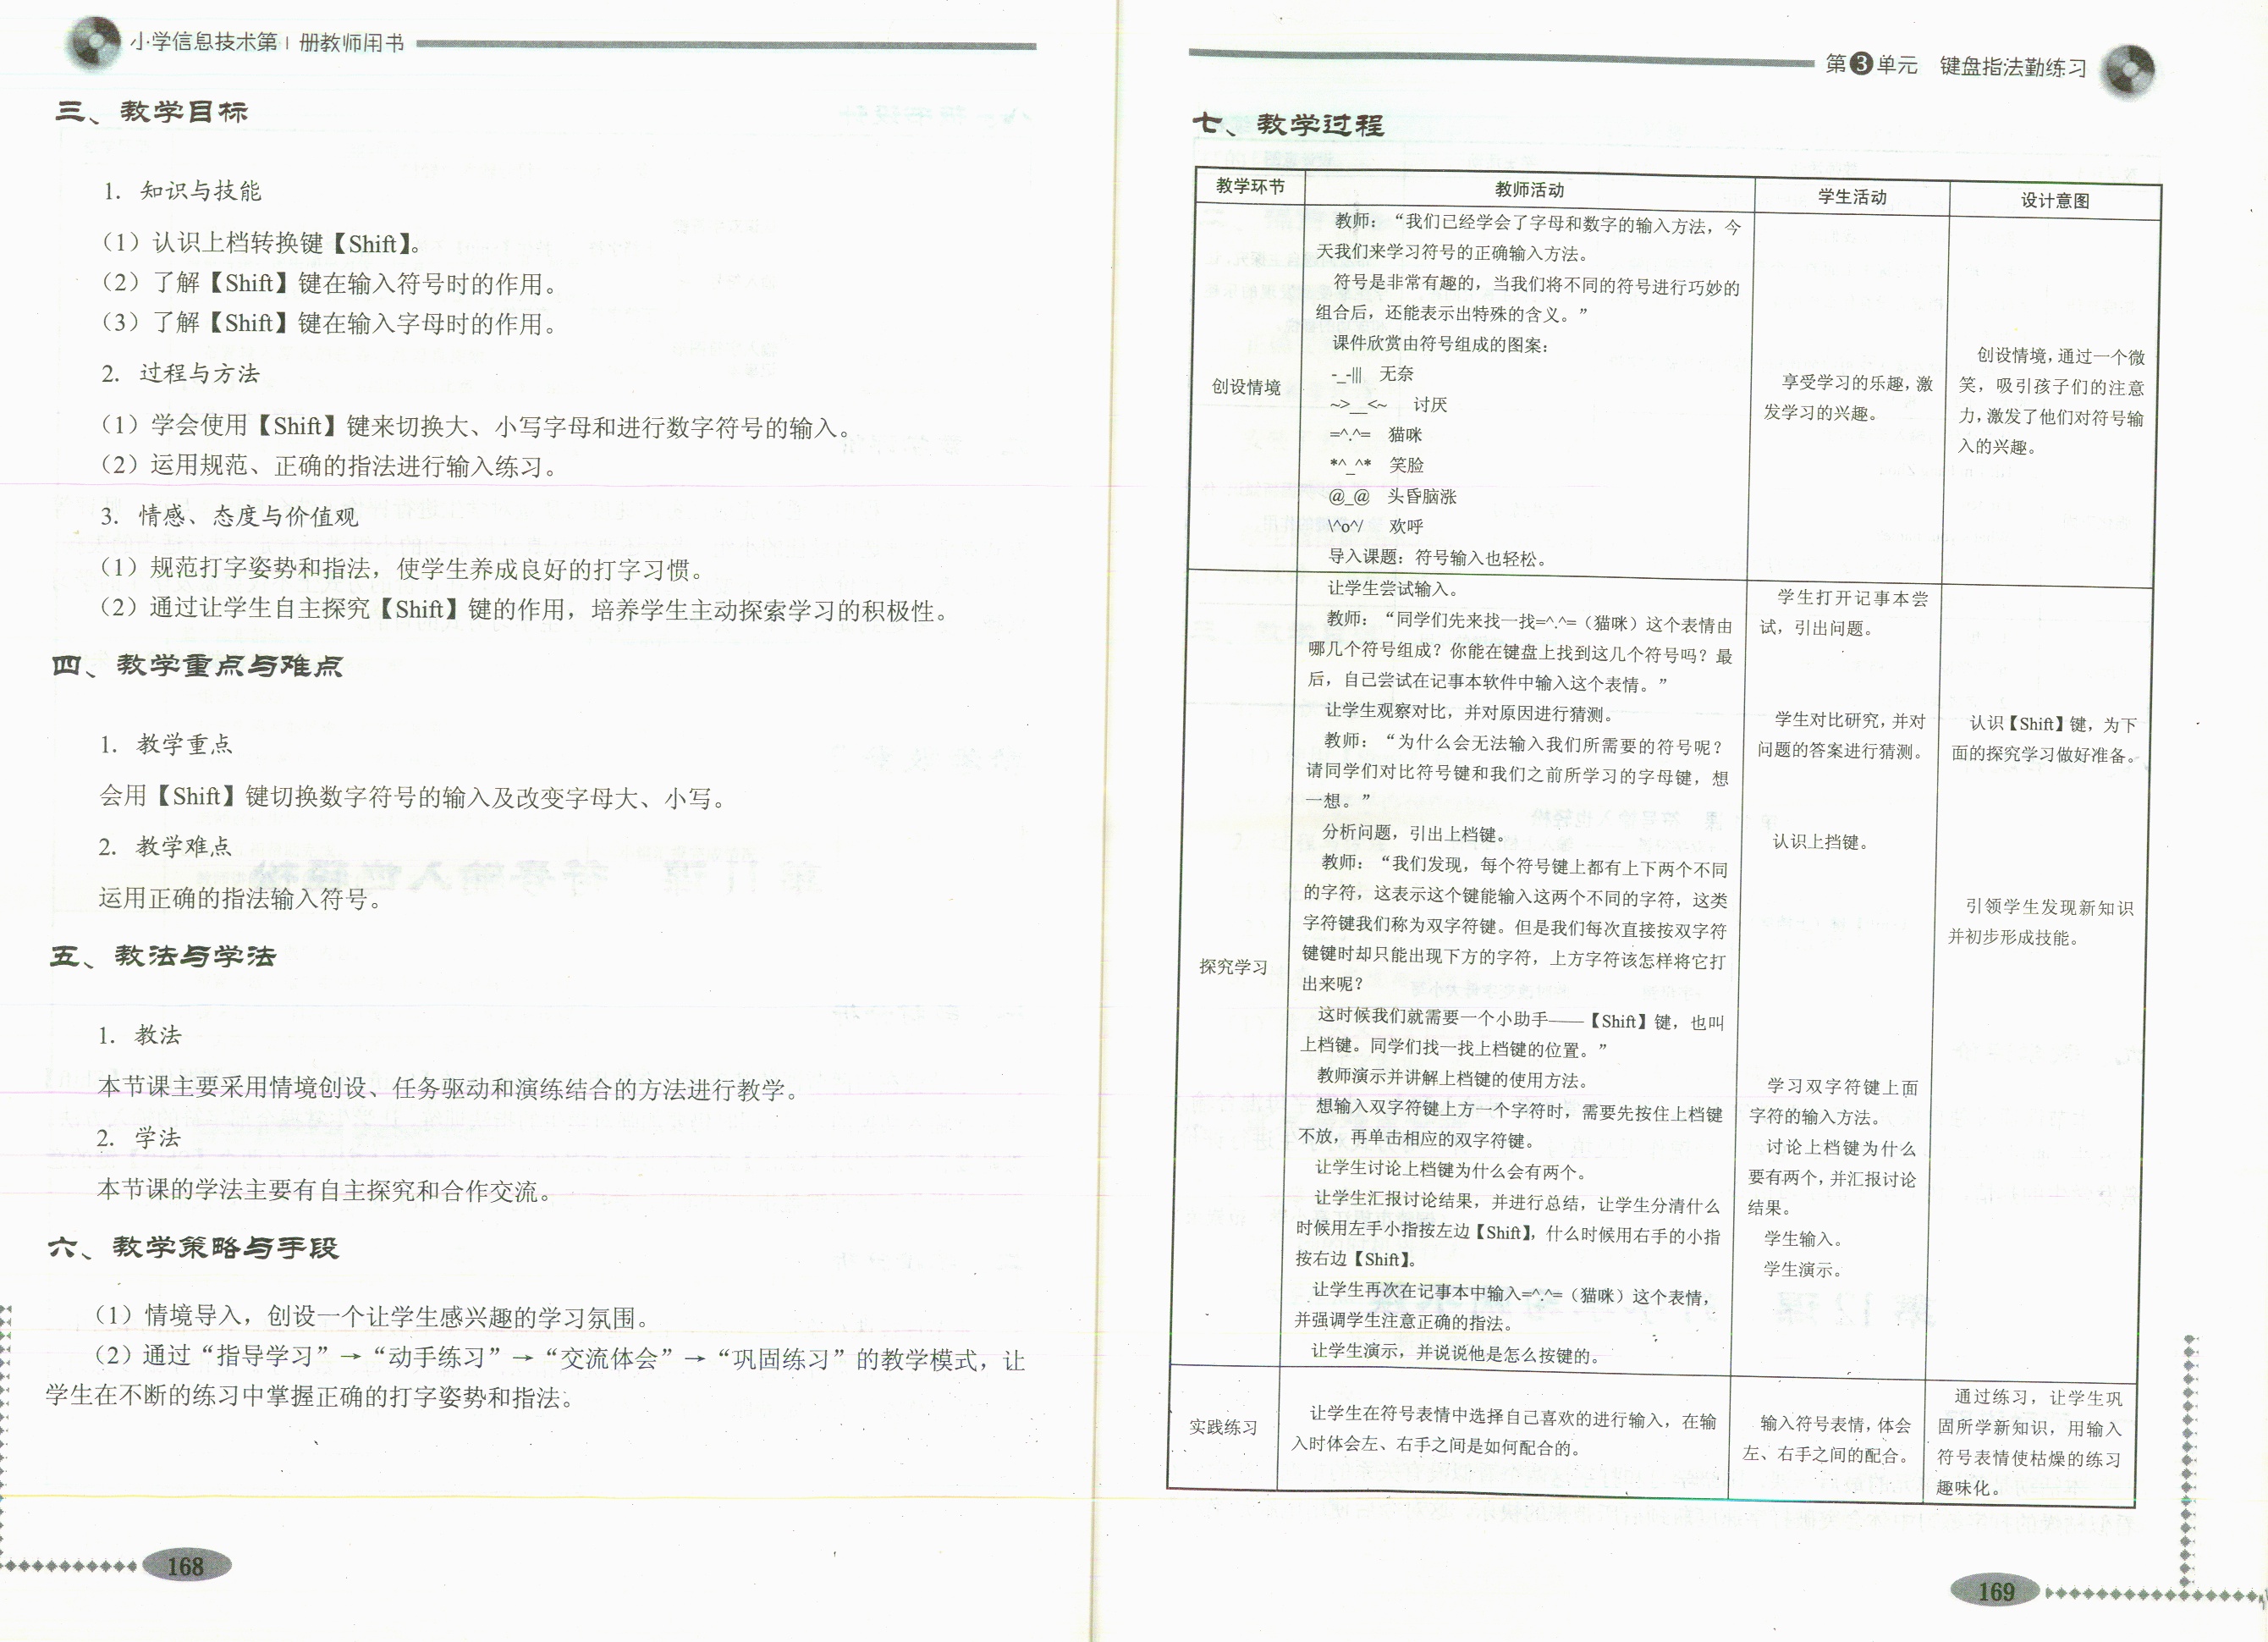 小学信息技术第1册教师用书
三、教学目标
1. 知识与技能
（1）认识上档转换键【Shift】。
（2）了解【Shift】键在输入符号时的作用。
（3）了解【Shift】键在输入字母时的作用。
2. 过程与方法
（1）学会使用【Shift】键来切换大、小写字母和进行数字符号的输入。
（2）运用规范、正确的指法进行输入练习。
3. 情感、态度与价值观
（1）规范打字姿势和指法，使学生养成良好的打字习惯。
（2）通过让学生自主探究【Shift】键的作用，培养学生主动探索学习的积极性。
四、教学重点与难点
1. 教学重点
会用【Shift】键切换数字符号的输入及改变字母大、小写。
2. 教学难点
运用正确的指法输入符号。
五、教法与学法
1. 教法
本节课主要采用情境创设、任务驱动和演练结合的方法进行教学。
2. 学法
本节课的学法主要有自主探究和合作交流。
六、教学策略与手段
（1）情境导入，创设一个让学生感兴趣的学习氛围。
（2）通过“指导学习”→“动手练习”→“交流体会”→“巩固练习”的教学模式，让
学生在不断的练习中掌握正确的打字姿势和指法。
168
第3单元 键盘指法勤练习
七、教学过程
教学环节 教师活动 学生活动 设计意图
创设情境
教师：“我们已经学会了字母和数字的输入方法，今
天我们来学习符号的正确输入方法。
符号是非常有趣的，当我们将不同的符号进行巧妙的
组合后，还能表示出特殊的含义。”
课件欣赏由符号组成的图案：
-_-||| 无奈
~>__<~ 讨厌
=^.^= 猫咪
*^_^* 笑脸
@_@ 头昏脑涨
\^o^/ 欢呼
导入课题：符号输入也轻松。
享受学习的乐趣，激
发学习的兴趣。
创设情境，通过一个微
笑，吸引孩子们的注意
力，激发了他们对符号输
入的兴趣。
探究学习
让学生尝试输入。
教师：“同学们先来找一找=^.^=（猫咪）这个表情由
哪几个符号组成？你能在键盘上找到这几个符号吗？最
后，自己尝试在记事本软件中输入这个表情。”
让学生观察对比，并对原因进行猜测。
教师：“为什么会无法输入我们所需要的符号呢？
请同学们对比符号键和我们之前所学习的字母键，想
一想。”
分析问题，引出上档键。
教师：“我们发现，每个符号键上都有上下两个不同
的字符，这表示这个键能输入这两个不同的字符，这类
字符键我们称为双字符键。但是我们每次直接按双字符
键键时却只能出现下方的字符，上方字符该怎样将它打
出来呢？
这时候我们就需要一个小助手——【Shift】键，也叫
上档键。同学们找一找上档键的位置。”
教师演示并讲解上档键的使用方法。
想输入双字符键上方一个字符时，需要先按住上档键
不放，再单击相应的双字符键。
让学生讨论上档键为什么会有两个。
让学生汇报讨论结果，并进行总结，让学生分清什么
时候用左手小指按左边【Shift】，什么时候用右手的小指
按右边【Shift】。
让学生再次在记事本中输入=^.^=（猫咪）这个表情，
并强调学生注意正确的指法。
让学生演示，并说说他是怎么按键的。
学生打开记事本尝
试，引出问题。
学生对比研究，并对
问题的答案进行猜测。
认识上挡键。
学习双字符键上面
字符的输入方法。
讨论上档键为什么
要有两个，并汇报讨论
结果。
学生输入。
学生演示。
认识【Shift】键，为下
面的探究学习做好准备。
引领学生发现新知识
并初步形成技能。
实践练习
让学生在符号表情中选择自己喜欢的进行输入，在输
入时体会左、右手之间是如何配合的。
输入符号表情，体会
左、右手之间的配合。
通过练习，让学生巩
固所学新知识，用输入
符号表情使枯燥的练习
趣味化。
169